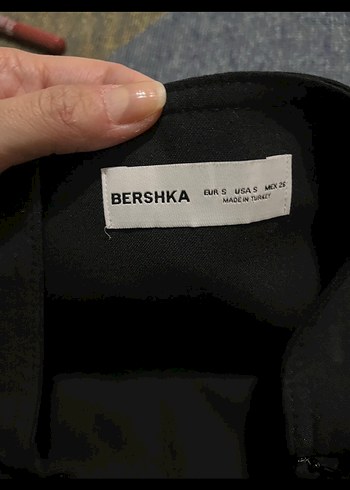 BERSHKA
EUR S USA S MEX 26
MADE IN TURKEY